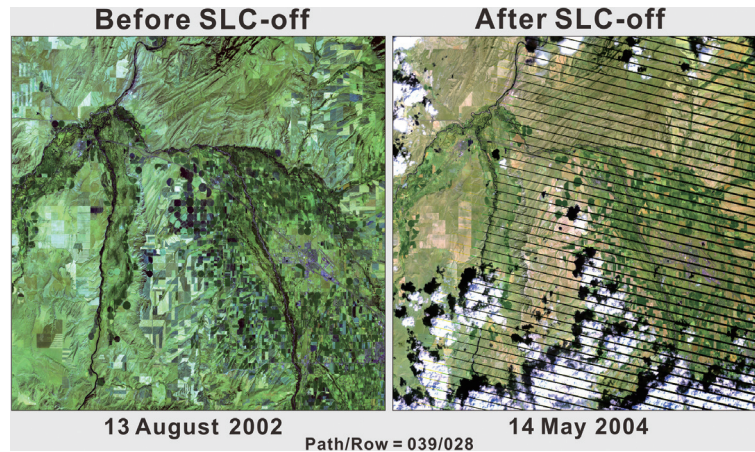 Before SLC-off
After SLC-off
13 August 2002
14 May 2004
Path/Row = 039/028